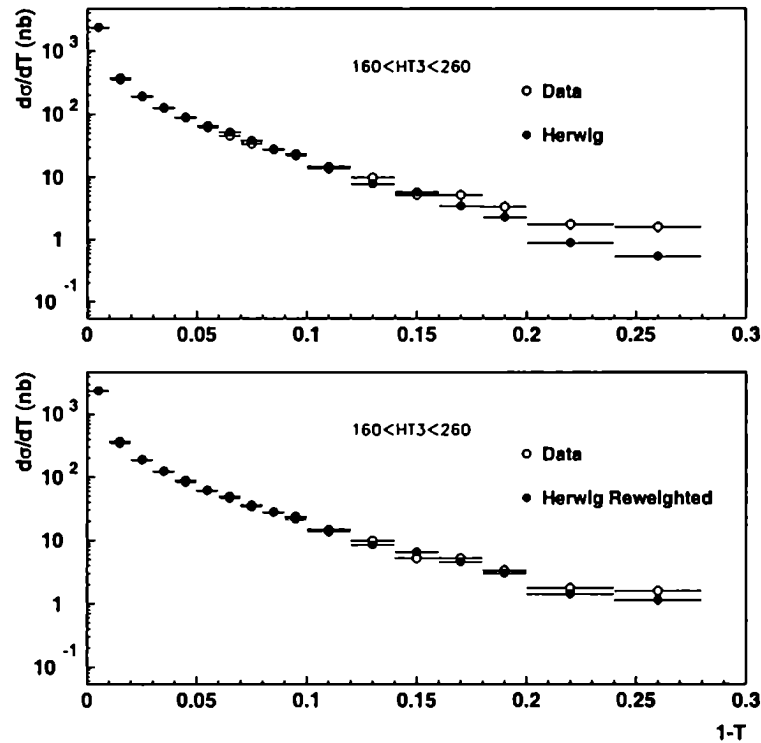 dσ/dT (nb)
10³
10²
10
1
10⁻¹
160<HT3<260
Data
Herwig
0 0.05 0.1 0.15 0.2 0.25 0.3
dσ/dT (nb)
10³
10²
10
1
10⁻¹
160<HT3<260
Data
Herwig Reweighted
0 0.05 0.1 0.15 0.2 0.25 0.3
1-T